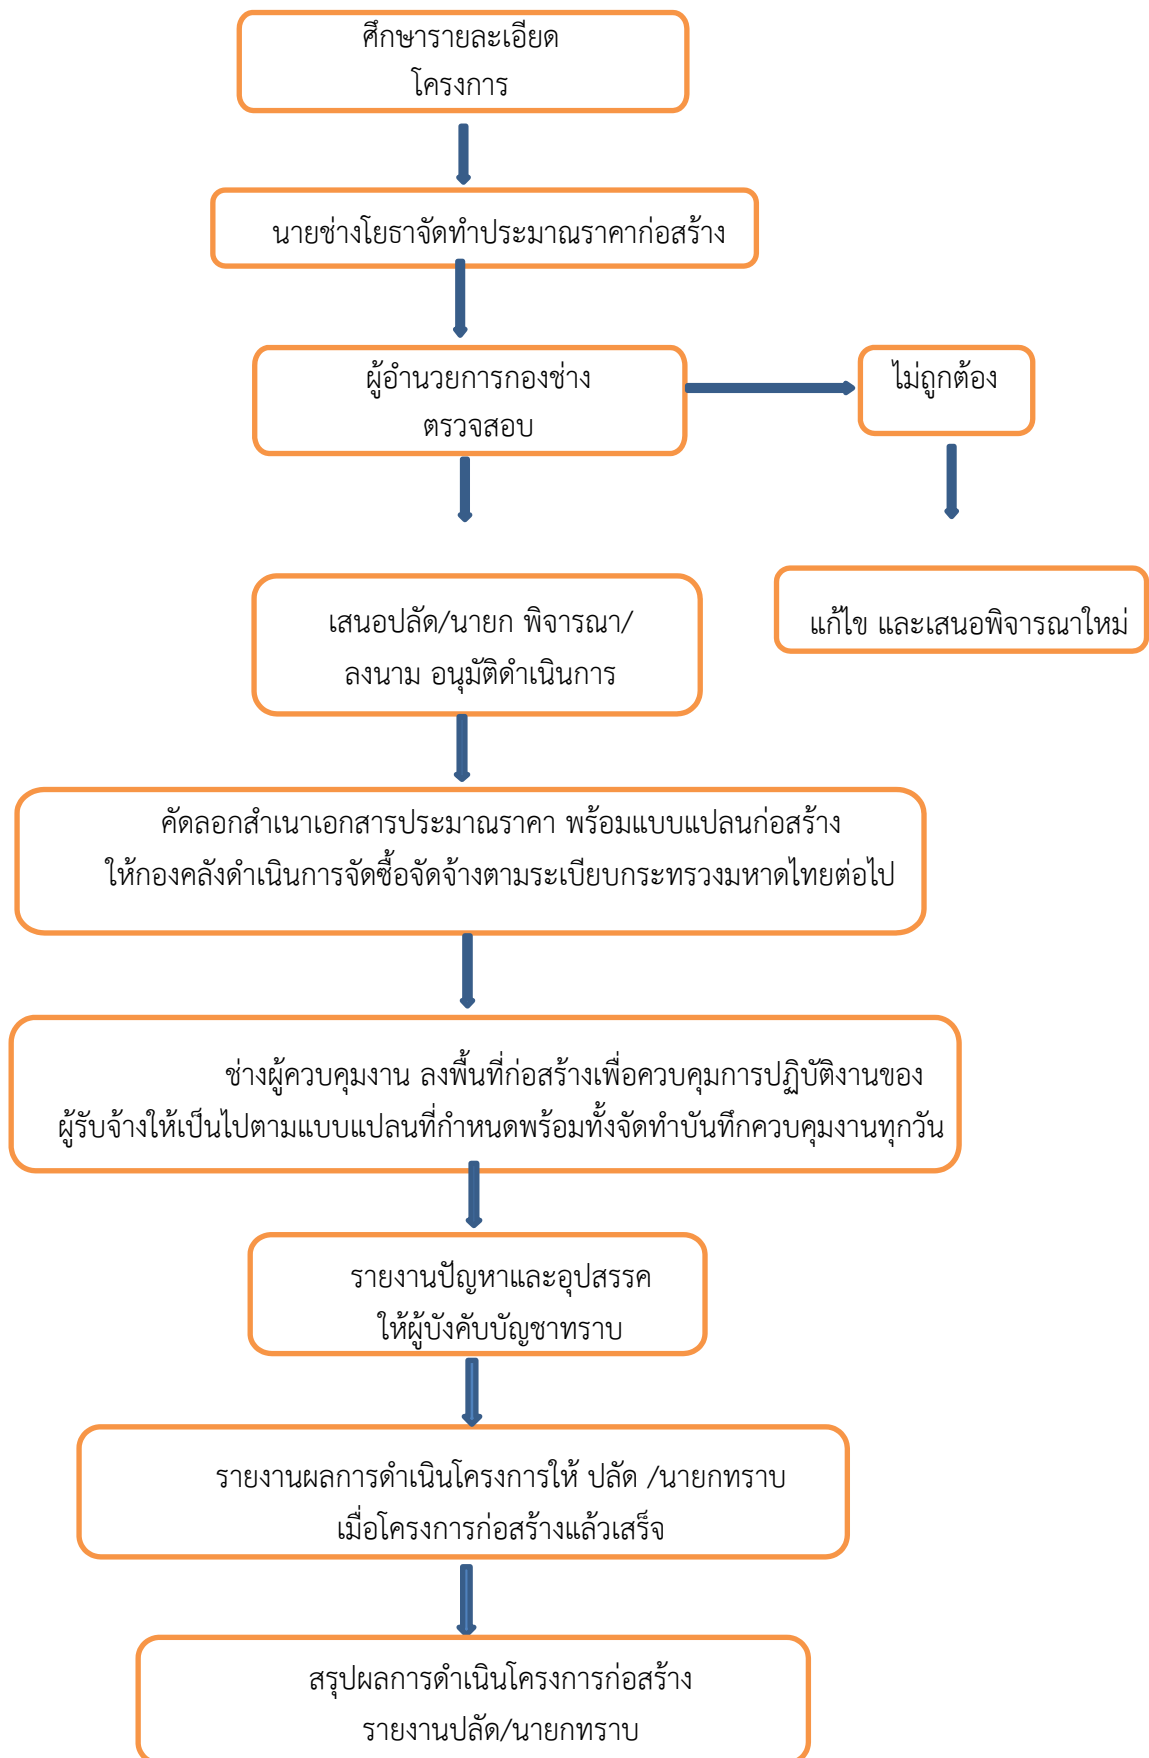 ศึกษารายละเอียด
โครงการ
นายช่างโยธาจัดทำประมาณราคาก่อสร้าง
ผู้อำนวยการกองช่าง
ตรวจสอบ
ไม่ถูกต้อง
เสนอปลัด/นายก พิจารณา/
ลงนาม อนุมัติดำเนินการ
แก้ไข และเสนอพิจารณาใหม่
คัดลอกสำเนาเอกสารประมาณราคา พร้อมแบบแปลนก่อสร้าง
ให้กองคลังดำเนินการจัดซื้อจัดจ้างตามระเบียบกระทรวงมหาดไทยต่อไป
ช่างผู้ควบคุมงาน ลงพื้นที่ก่อสร้างเพื่อควบคุมการปฏิบัติงานของ
ผู้รับจ้างให้เป็นไปตามแบบแปลนที่กำหนดพร้อมทั้งจัดทำบันทึกควบคุมงานทุกวัน
รายงานปัญหาและอุปสรรค
ให้ผู้บังคับบัญชาทราบ
รายงานผลการดำเนินโครงการให้ ปลัด /นายกทราบ
เมื่อโครงการก่อสร้างแล้วเสร็จ
สรุปผลการดำเนินโครงการก่อสร้าง
รายงานปลัด/นายกทราบ